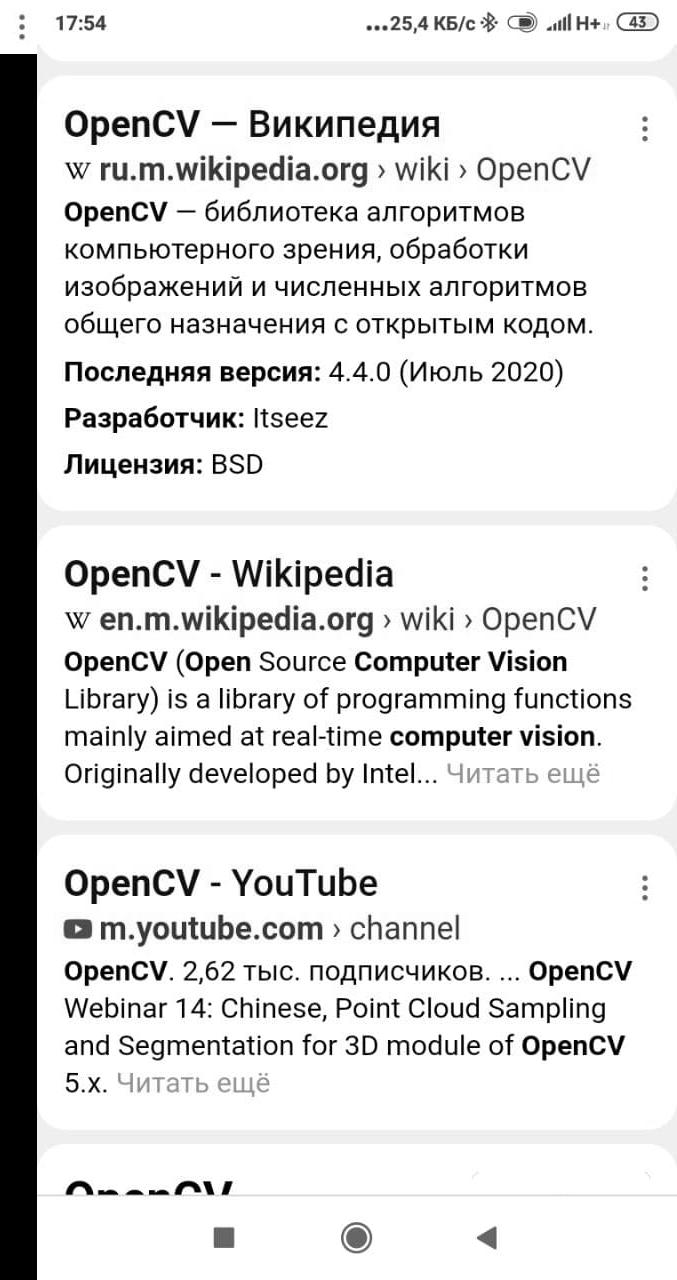 17:54 ...25,4 КБ/с H+ 43
OpenCV — Википедия
W ru.m.wikipedia.org › wiki › OpenCV
OpenCV — библиотека алгоритмов
компьютерного зрения, обработки
изображений и численных алгоритмов
общего назначения с открытым кодом.
Последняя версия: 4.4.0 (Июль 2020)
Разработчик: Itseez
Лицензия: BSD
OpenCV - Wikipedia
W en.m.wikipedia.org › wiki › OpenCV
OpenCV (Open Source Computer Vision
Library) is a library of programming functions
mainly aimed at real-time computer vision.
Originally developed by Intel... Читать ещё
OpenCV - YouTube
m.youtube.com › channel
OpenCV. 2,62 тыс. подписчиков. ... OpenCV
Webinar 14: Chinese, Point Cloud Sampling
and Segmentation for 3D module of OpenCV
5.x. Читать ещё
OpenCV